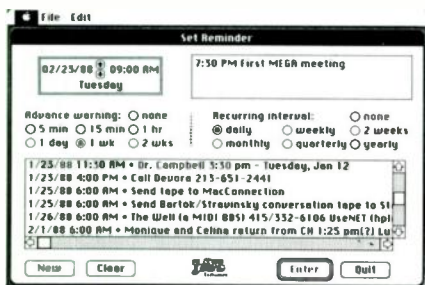 File Edit
Set Reminder
02/23/88 09:00 AM
Tuesday
7:30 PM First MEGA meeting
Advance warning: none
5 min 15 min 1 hr
1 day 1 wk 2 wks
Recurring interval: none
daily weekly 2 weeks
monthly quarterly yearly
1/23/88 11:30 AM • Dr. Campbell 3:30 pm - Tuesday, Jan 12
1/23/88 4:00 PM • Call Devora 213-651-2441
1/25/88 6:00 AM • Send tape to MacConnection
1/25/88 6:00 AM • Send Bartok/Stravinsky conversation tape to St
1/26/88 6:00 AM • The Well (a MIDI BBS) 415/332-6106 UseNET (hpl
2/1/88 6:00 AM • Monique and Celina return from CH 1:25 pm(?) Lu
New Clear Enter Quit